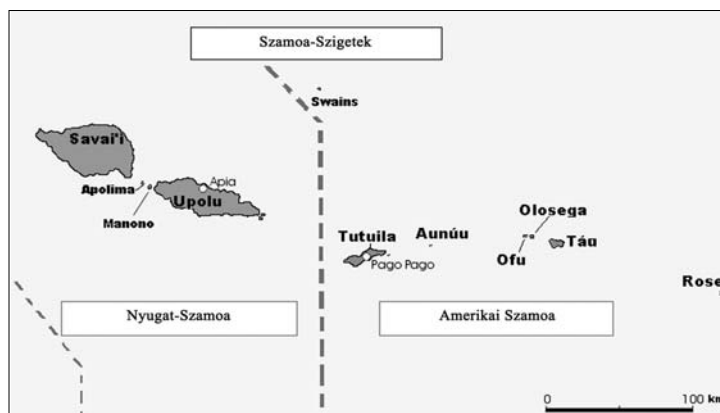 Szamoa-Szigetek
Swains
Savai'i
Apolima
Apia
Upolu
Manono
Olosega
Tutuila
Aunúu
Táu
Ofu
Pago Pago
Rose
Nyugat-Szamoa
Amerikai Szamoa
0 100 km